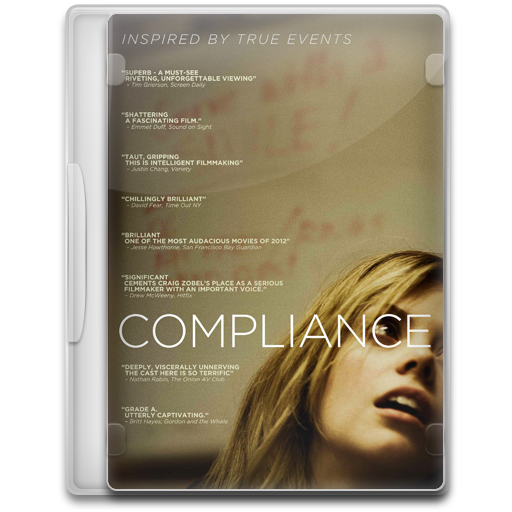 INSPIRED BY TRUE EVENTS
"SUPERB - A MUST-SEE
RIVETING, UNFORGETTABLE VIEWING"
- Tim Grierson, Screen Daily
"SHATTERING
A FASCINATING FILM."
- Emmet Duff, Sound on Sight
"TAUT, GRIPPING
THIS IS INTELLIGENT FILMMAKING"
- Justin Chang, Variety
"CHILLINGLY BRILLIANT"
- David Fear, Time Out NY
"BRILLIANT
ONE OF THE MOST AUDACIOUS MOVIES OF 2012"
- Jesse Hawthorne, San Francisco Bay Guardian
"SIGNIFICANT
CEMENTS CRAIG ZOBEL'S PLACE AS A SERIOUS
FILMMAKER WITH AN IMPORTANT VOICE."
- Drew McWeeny, Hitfix
COMPLIANCE
"DEEPLY, VISCERALLY UNNERVING
THE CAST HERE IS SO TERRIFIC"
- Nathan Rabin, The Onion AV Club
"GRADE A.
UTTERLY CAPTIVATING."
- Britt Hayes, Gordon and the Whale